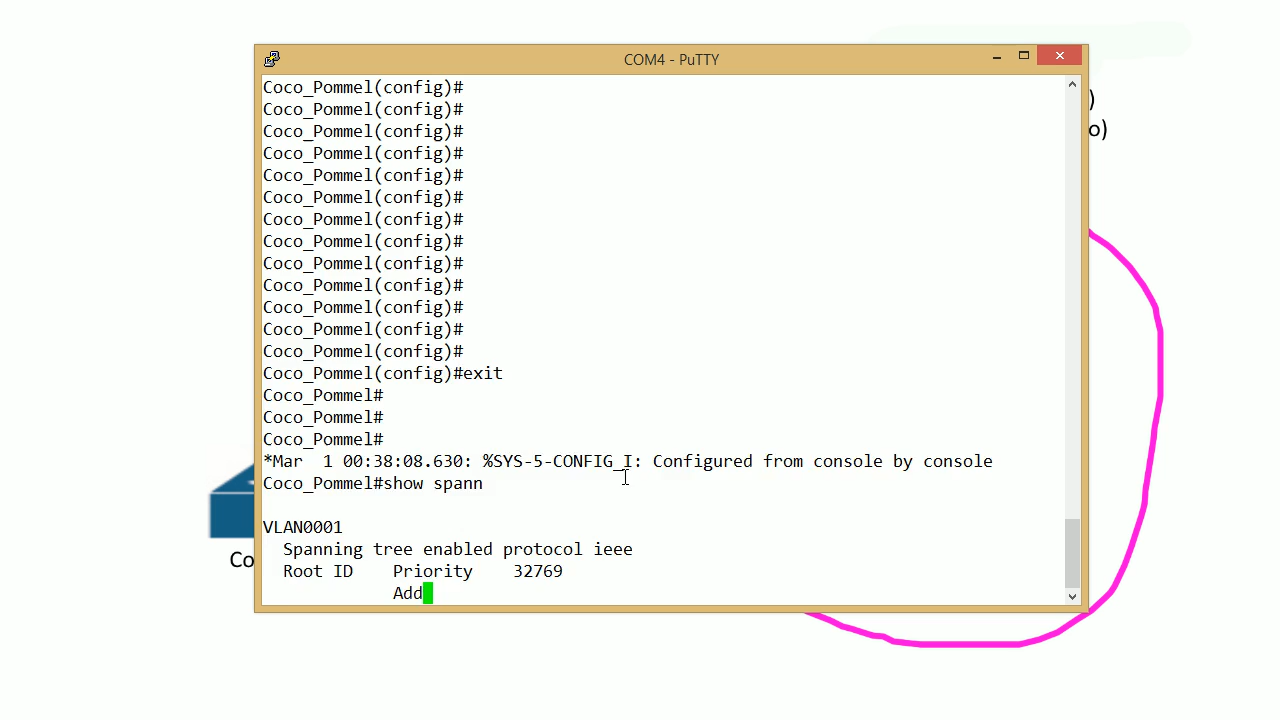 COM4 - PuTTY
Coco_Pommel(config)#
Coco_Pommel(config)#
Coco_Pommel(config)#
Coco_Pommel(config)#
Coco_Pommel(config)#
Coco_Pommel(config)#
Coco_Pommel(config)#
Coco_Pommel(config)#
Coco_Pommel(config)#
Coco_Pommel(config)#
Coco_Pommel(config)#
Coco_Pommel(config)#
Coco_Pommel(config)#
Coco_Pommel(config)#exit
Coco_Pommel#
Coco_Pommel#
Coco_Pommel#
*Mar  1 00:38:08.630: %SYS-5-CONFIG_I: Configured from console by console
Coco_Pommel#show spann
VLAN0001
Spanning tree enabled protocol ieee
Root ID    Priority    32769
Add
)
o)
Co